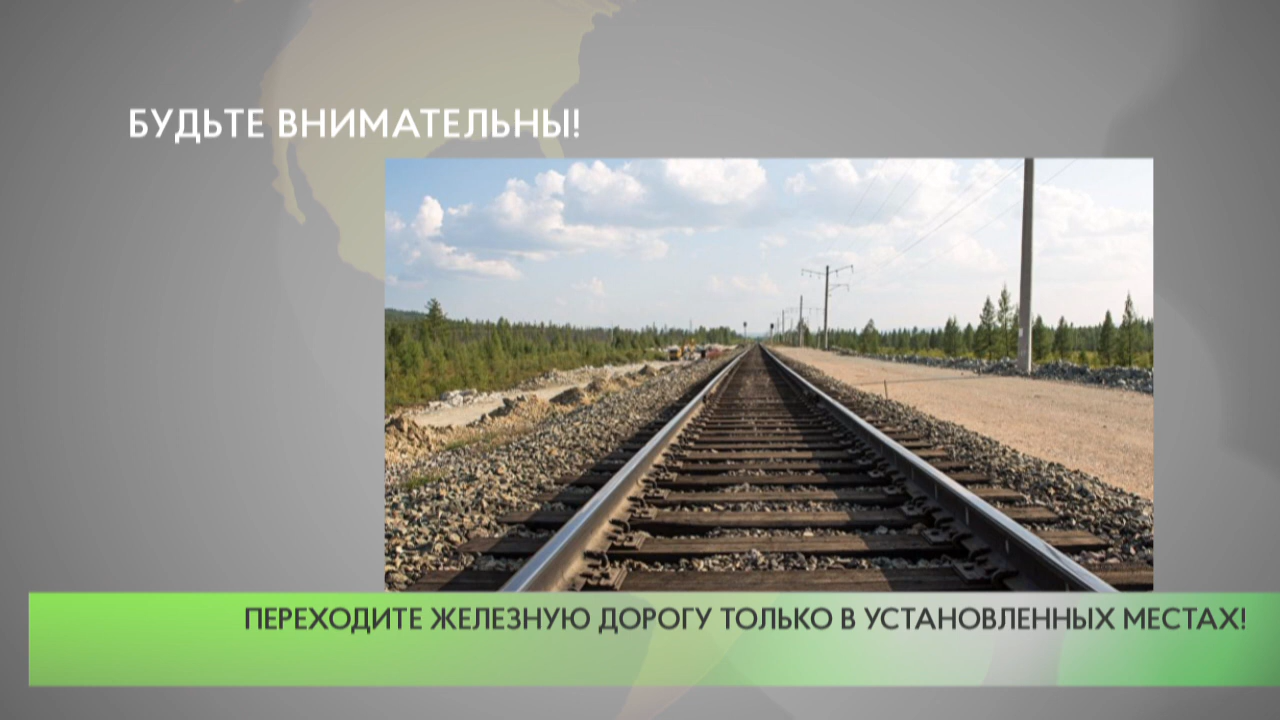 БУДЬТЕ ВНИМАТЕЛЬНЫ!
ПЕРЕХОДИТЕ ЖЕЛЕЗНУЮ ДОРОГУ ТОЛЬКО В УСТАНОВЛЕННЫХ МЕСТАХ!